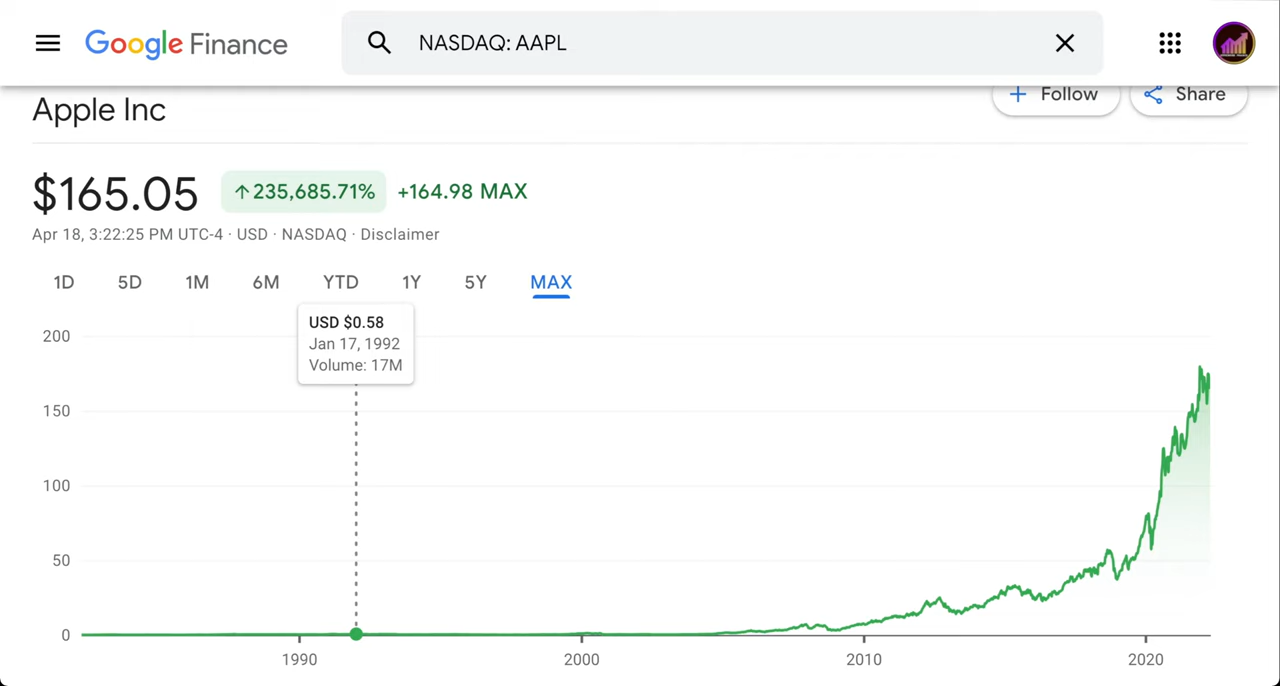 Google Finance
NASDAQ: AAPL
Apple Inc
Follow
Share
$165.05
↑235,685.71%
+164.98 MAX
Apr 18, 3:22:25 PM UTC-4 · USD · NASDAQ · Disclaimer
1D 5D 1M 6M YTD 1Y 5Y MAX
USD $0.58
Jan 17, 1992
Volume: 17M
200
150
100
50
0
1990 2000 2010 2020